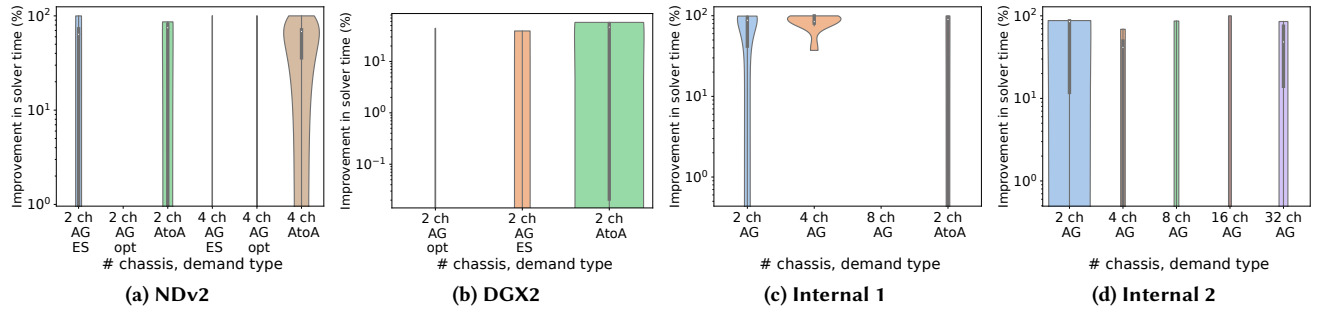 Improvement in solver time (%)
10²
10¹
10⁰
2 ch AG ES
2 ch AG opt
2 ch AtoA
4 ch AG ES
4 ch AG opt
4 ch AtoA
# chassis, demand type
(a) NDv2
Improvement in solver time (%)
10¹
10⁰
10⁻¹
2 ch AG opt
2 ch AG ES
2 ch AtoA
# chassis, demand type
(b) DGX2
Improvement in solver time (%)
10²
10¹
10⁰
2 ch AG
4 ch AG
8 ch AG
2 ch AtoA
# chassis, demand type
(c) Internal 1
Improvement in solver time (%)
10²
10¹
10⁰
2 ch AG
4 ch AG
8 ch AG
16 ch AG
32 ch AG
# chassis, demand type
(d) Internal 2